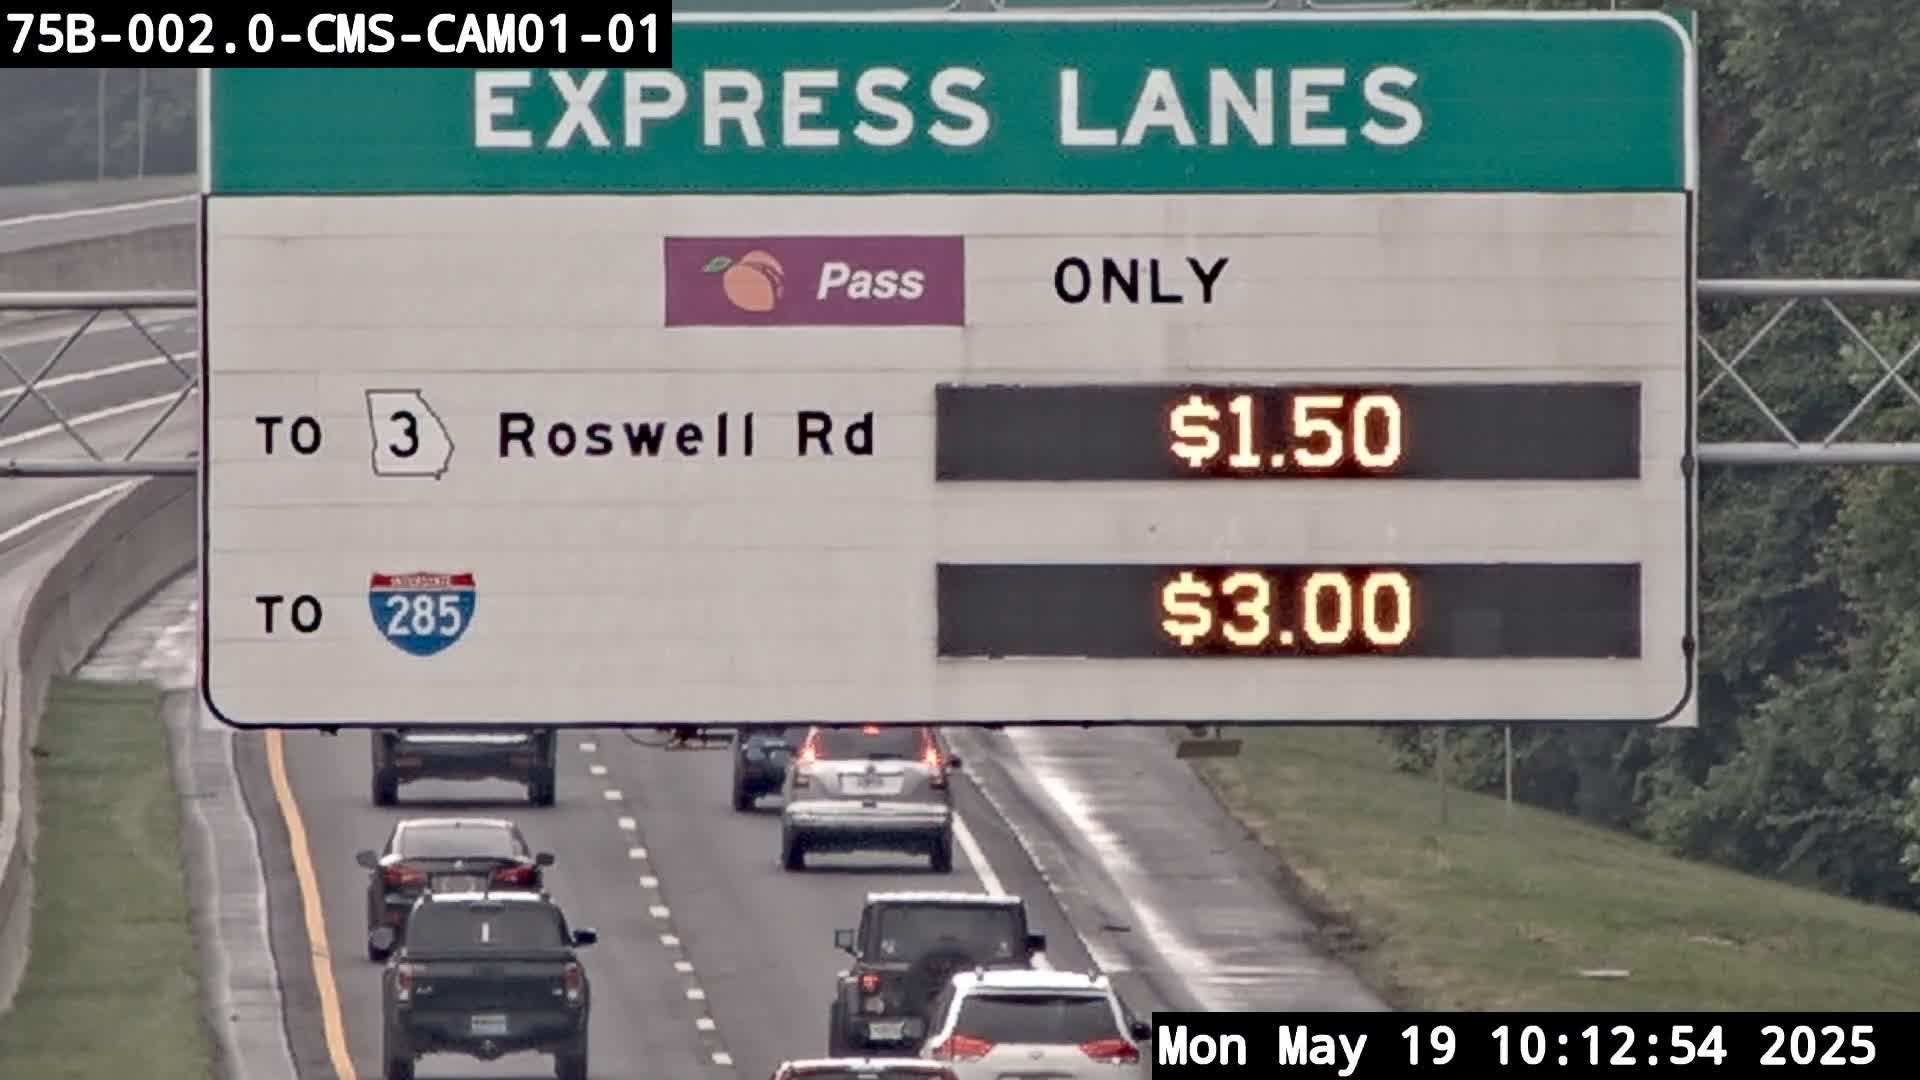 75B-002.0-CMS-CAM01-01
EXPRESS LANES
Pass ONLY
TO 3 Roswell Rd $1.50
INTERSTATE
TO 285 $3.00
Mon May 19 10:12:54 2025